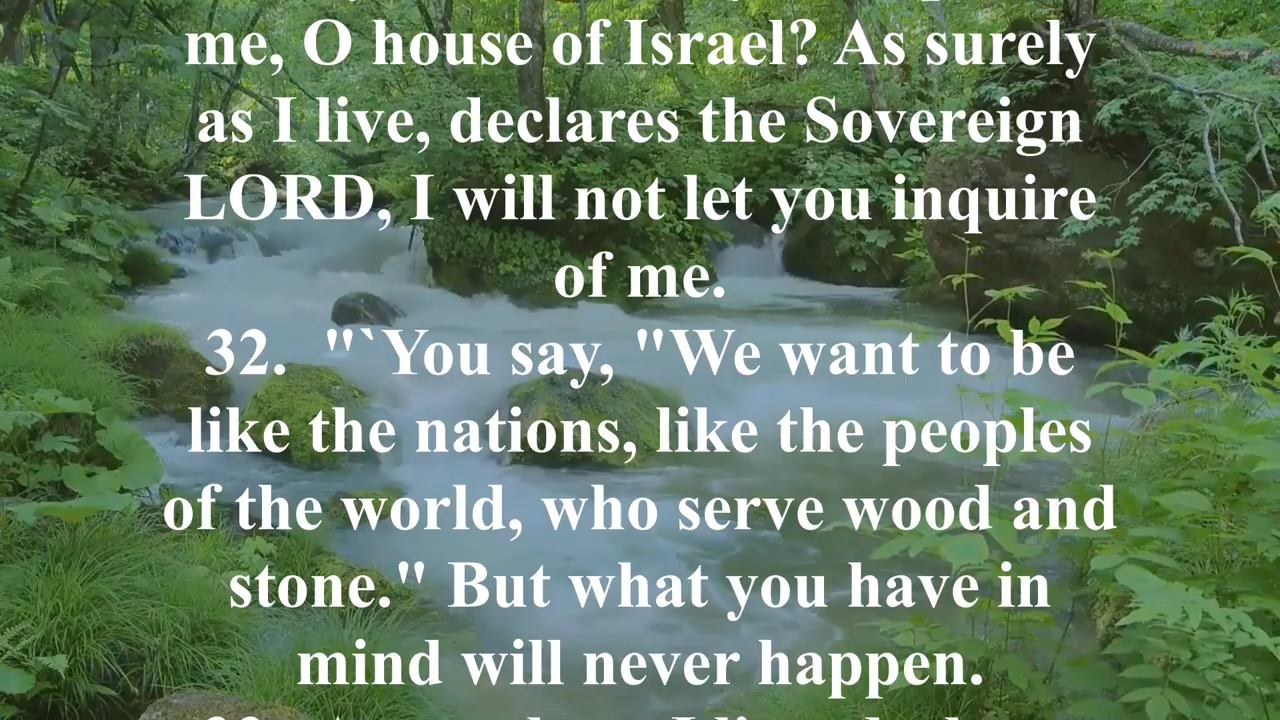 me, O house of Israel? As surely
as I live, declares the Sovereign
LORD, I will not let you inquire
of me.
32. "`You say, "We want to be
like the nations, like the peoples
of the world, who serve wood and
stone." But what you have in
mind will never happen.